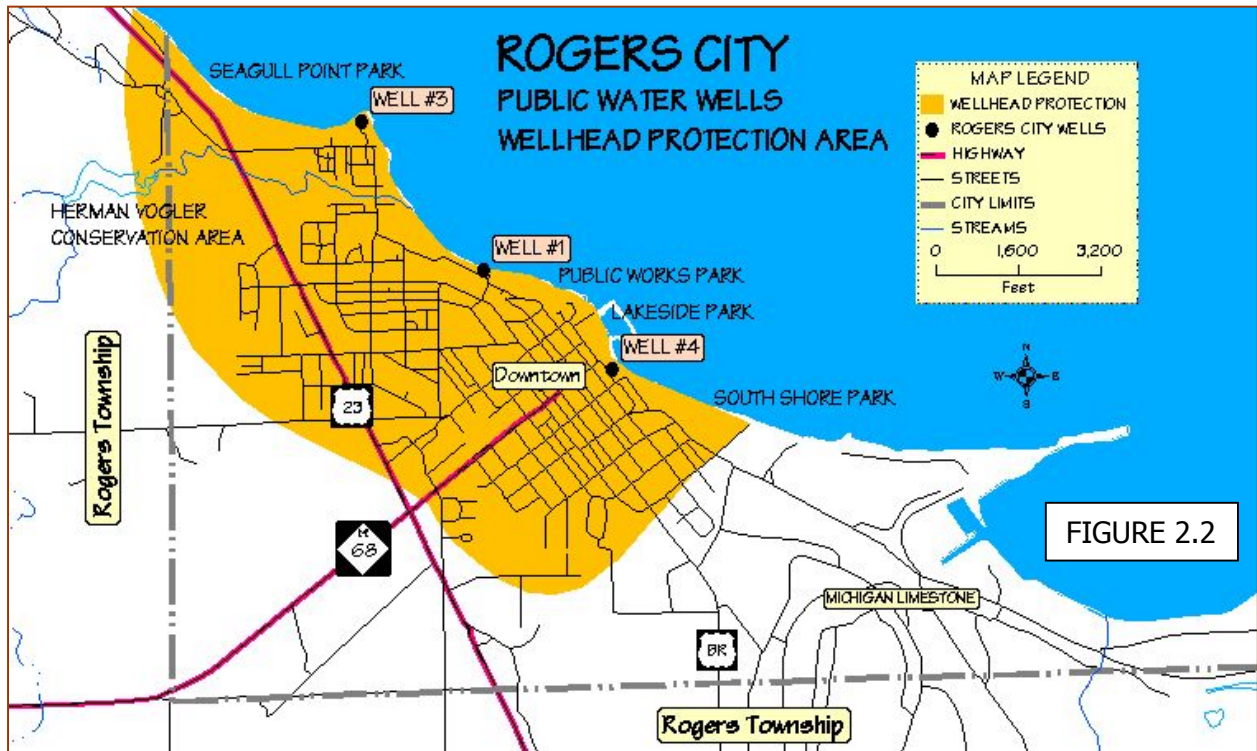 ROGERS CITY
PUBLIC WATER WELLS
WELLHEAD PROTECTION AREA
SEAGULL POINT PARK
WELL #3
MAP LEGEND
WELLHEAD PROTECTION
ROGERS CITY WELLS
HIGHWAY
STREETS
CITY LIMITS
STREAMS
0 1,600 3,200
Feet
HERMAN VOGLER
CONSERVATION AREA
WELL #1
PUBLIC WORKS PARK
LAKESIDE PARK
WELL #4
Downtown
SOUTH SHORE PARK
N
W E
S
23
Rogers Township
M
68
FIGURE 2.2
MICHIGAN LIMESTONE
BR
Rogers Township